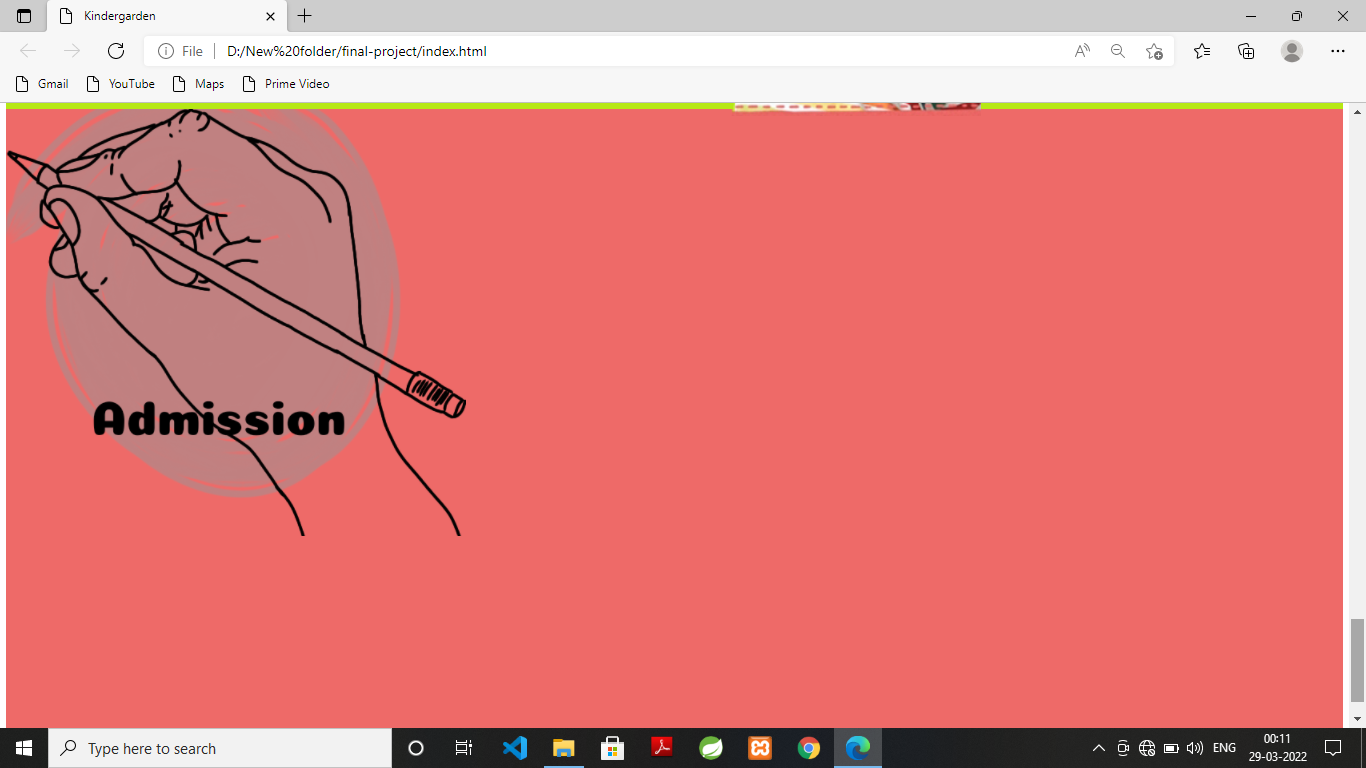 Kindergarden
File D:/New%20folder/final-project/index.html
Gmail YouTube Maps Prime Video
Admission
Type here to search
ENG
00:11
29-03-2022